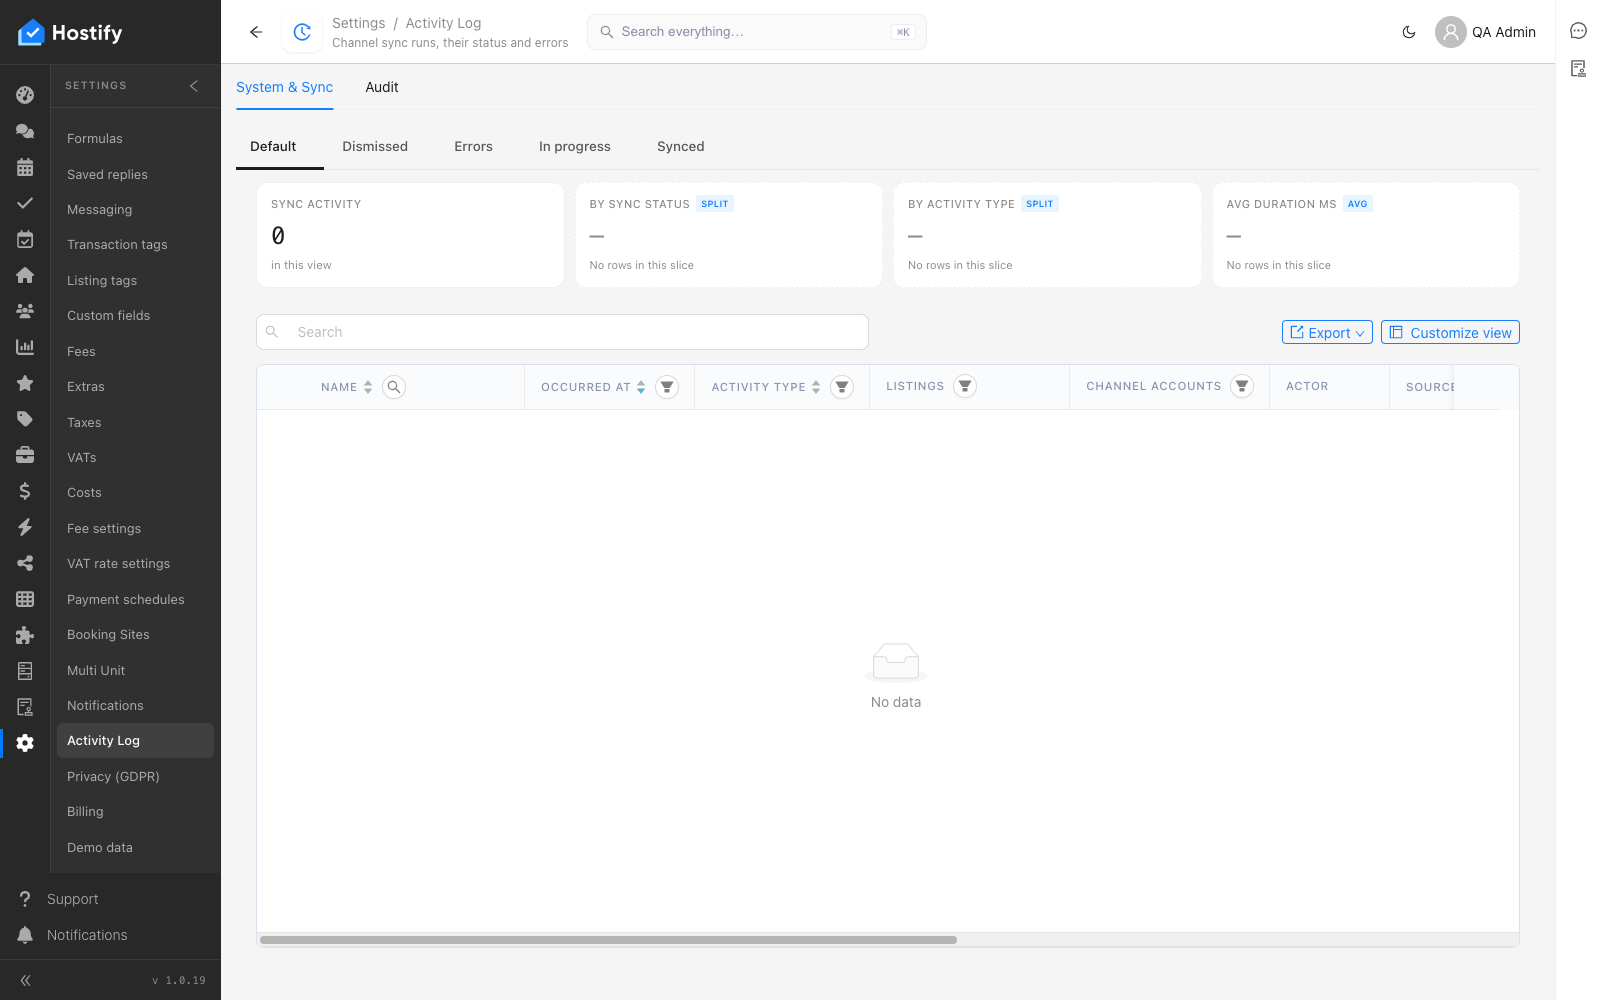 Hostify
Settings / Activity Log
Channel sync runs, their status and errors
Search everything...
⌘K
QA Admin
SETTINGS
Formulas
Saved replies
Messaging
Transaction tags
Listing tags
Custom fields
Fees
Extras
Taxes
VATs
Costs
Fee settings
VAT rate settings
Payment schedules
Booking Sites
Multi Unit
Notifications
Activity Log
Privacy (GDPR)
Billing
Demo data
Support
Notifications
v 1.0.19
System & Sync
Audit
Default
Dismissed
Errors
In progress
Synced
SYNC ACTIVITY
0
in this view
BY SYNC STATUS SPLIT
—
No rows in this slice
BY ACTIVITY TYPE SPLIT
—
No rows in this slice
AVG DURATION MS AVG
—
No rows in this slice
Search
Export
Customize view
NAME
OCCURRED AT
ACTIVITY TYPE
LISTINGS
CHANNEL ACCOUNTS
ACTOR
SOURCE
No data